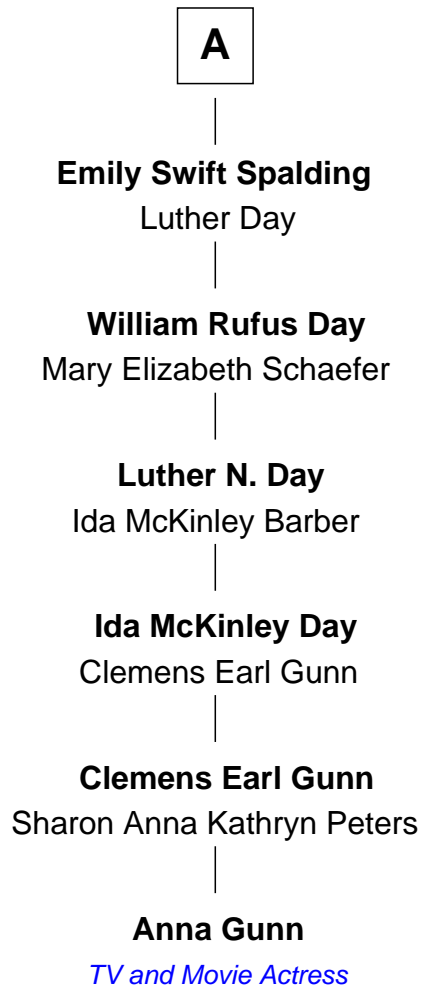 A
Emily Swift Spalding
Luther Day
William Rufus Day
Mary Elizabeth Schaefer
Luther N. Day
Ida McKinley Barber
Ida McKinley Day
Clemens Earl Gunn
Clemens Earl Gunn
Sharon Anna Kathryn Peters
Anna Gunn
TV and Movie Actress